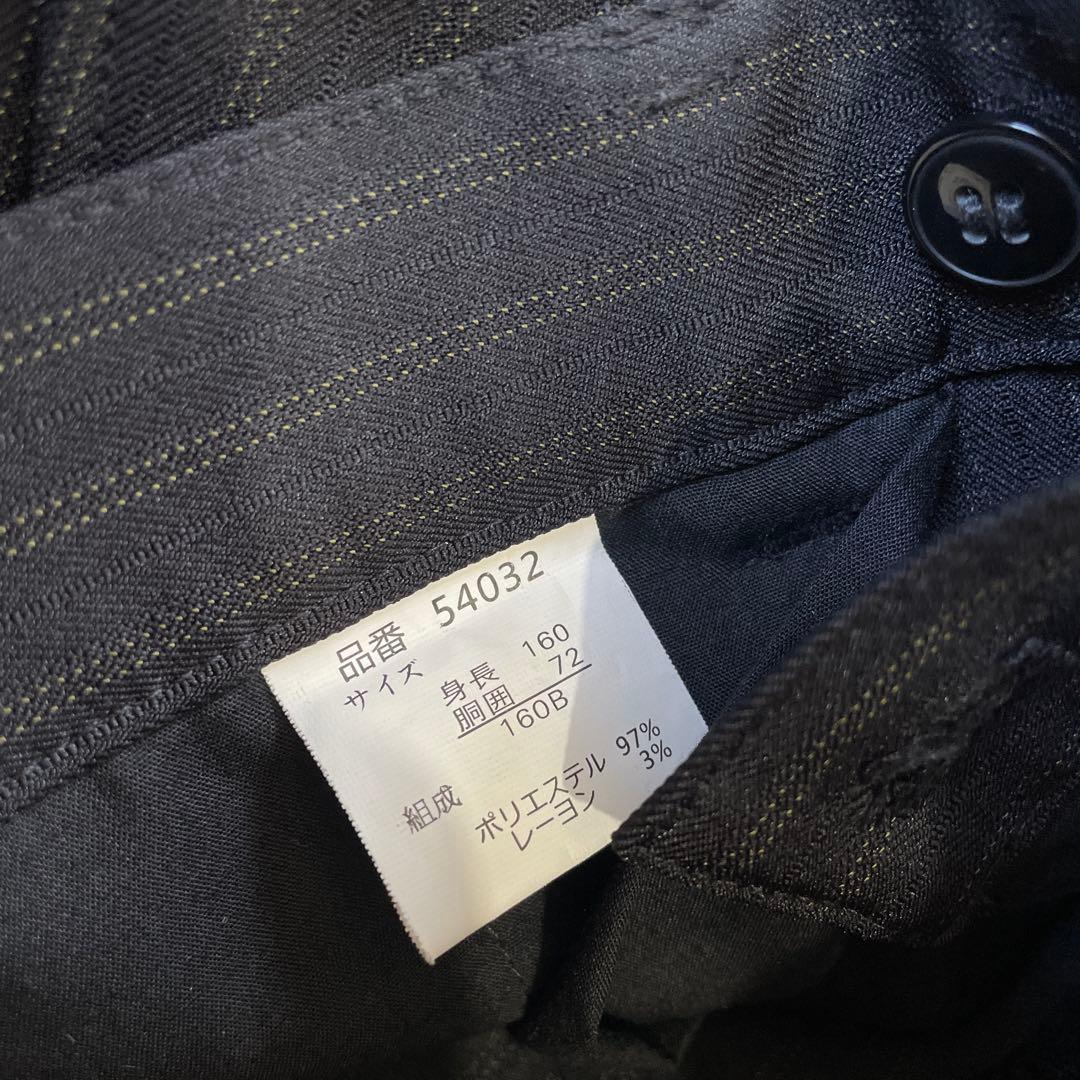 品番 54032
サイズ
身長 160
胴囲 72
160B
組成
ポリエステル 97%
レーヨン 3%